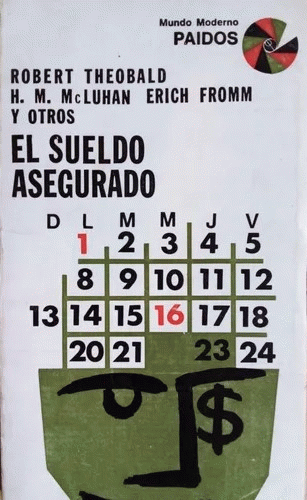 Mundo Moderno
PAIDOS
ROBERT THEOBALD
H. M. McLUHAN ERICH FROMM
Y OTROS
EL SUELDO
ASEGURADO
D L M M J V
1 2 3 4 5
8 9 10 11 12
13 14 15 16 17 18
20 21 23 24
$